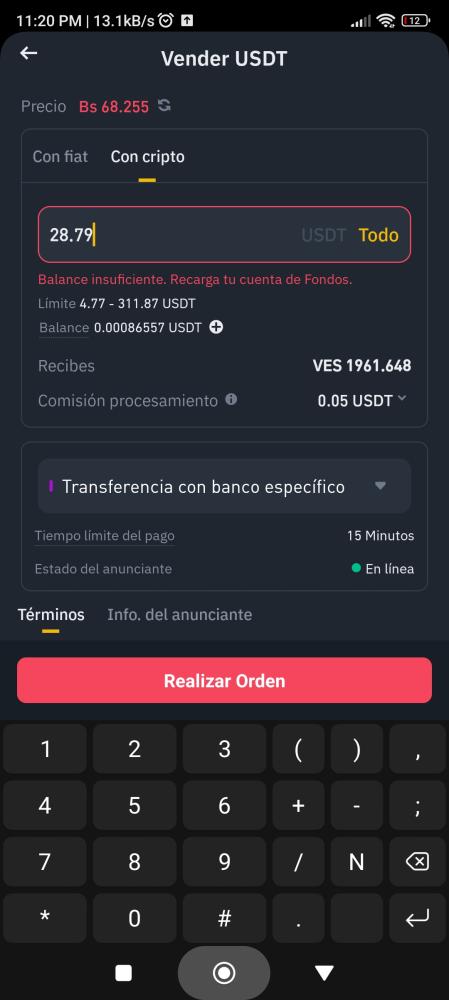 11:20 PM | 13.1kB/s
12
Vender USDT
Precio Bs 68.255
Con fiat Con cripto
28.79 USDT Todo
Balance insuficiente. Recarga tu cuenta de Fondos.
Límite 4.77 - 311.87 USDT
Balance 0.00086557 USDT
Recibes VES 1961.648
Comisión procesamiento 0.05 USDT
Transferencia con banco específico
Tiempo límite del pago 15 Minutos
Estado del anunciante En línea
Términos Info. del anunciante
Realizar Orden
1 2 3 ( ) ,
4 5 6 + - ;
7 8 9 / N
* 0 # .